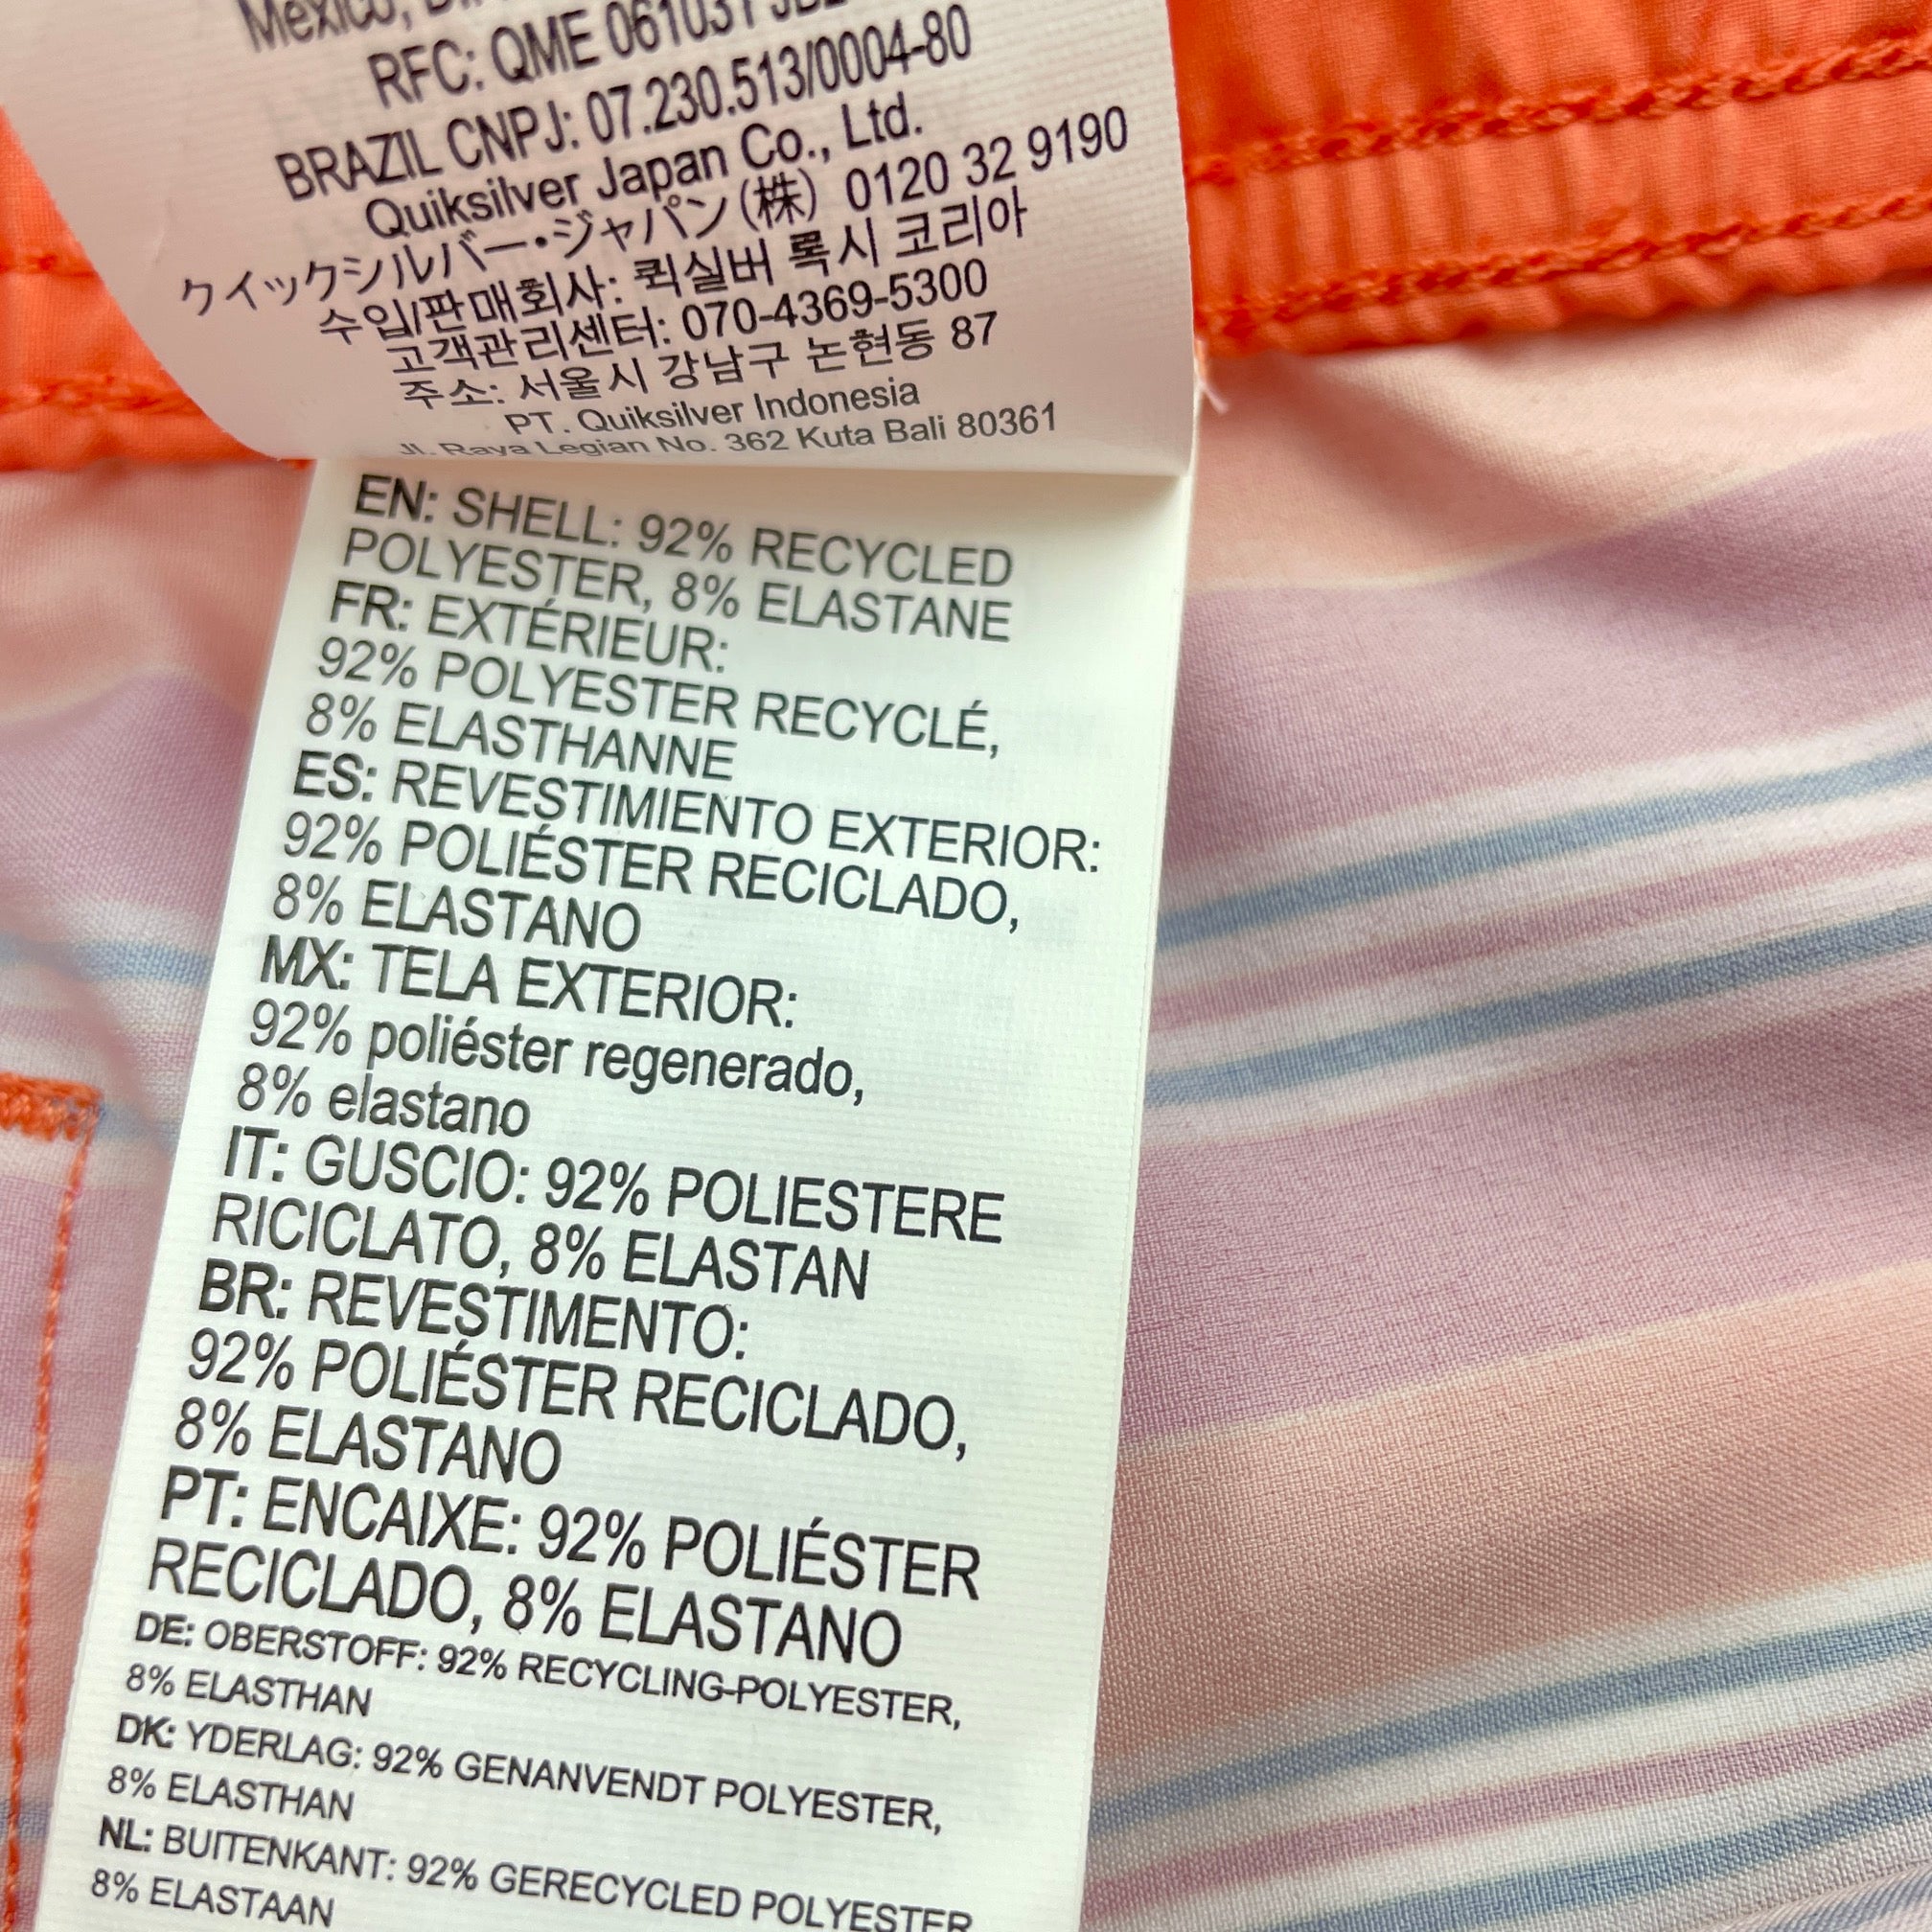 RFC: QME
BRAZIL CNPJ: 07.230.513/0004-80
Quiksilver Japan Co., Ltd.
クイックシルバー・ジャパン(株) 0120 32 9190
수입/판매회사: 퀵실버 록시 코리아
고객관리센터: 070-4369-5300
주소: 서울시 강남구 논현동 87
PT. Quiksilver Indonesia
Jl. Raya Legian No. 362 Kuta Bali 80361
EN: SHELL: 92% RECYCLED
POLYESTER, 8% ELASTANE
FR: EXTÉRIEUR:
92% POLYESTER RECYCLÉ,
8% ELASTHANNE
ES: REVESTIMIENTO EXTERIOR:
92% POLIÉSTER RECICLADO,
8% ELASTANO
MX: TELA EXTERIOR:
92% poliéster regenerado,
8% elastano
IT: GUSCIO: 92% POLIESTERE
RICICLATO, 8% ELASTAN
BR: REVESTIMENTO:
92% POLIÉSTER RECICLADO,
8% ELASTANO
PT: ENCAIXE: 92% POLIÉSTER
RECICLADO, 8% ELASTANO
DE: OBERSTOFF: 92% RECYCLING-POLYESTER,
8% ELASTHAN
DK: YDERLAG: 92% GENANVENDT POLYESTER,
8% ELASTHAN
NL: BUITENKANT: 92% GERECYCLED POLYESTER
8% ELASTAAN